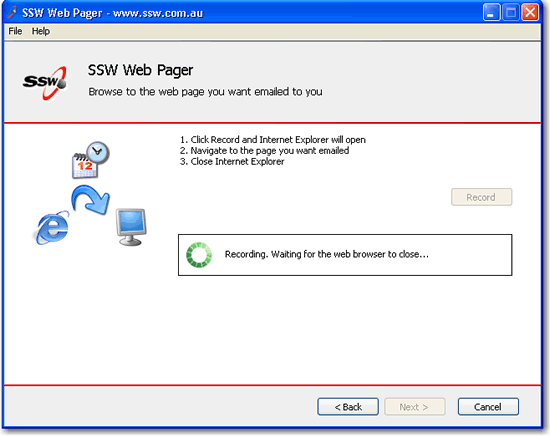 SSW Web Pager - www.ssw.com.au
File Help
SSW
SSW Web Pager
Browse to the web page you want emailed to you
1. Click Record and Internet Explorer will open
2. Navigate to the page you want emailed
3. Close Internet Explorer
12
Record
Recording. Waiting for the web browser to close...
< Back Next > Cancel